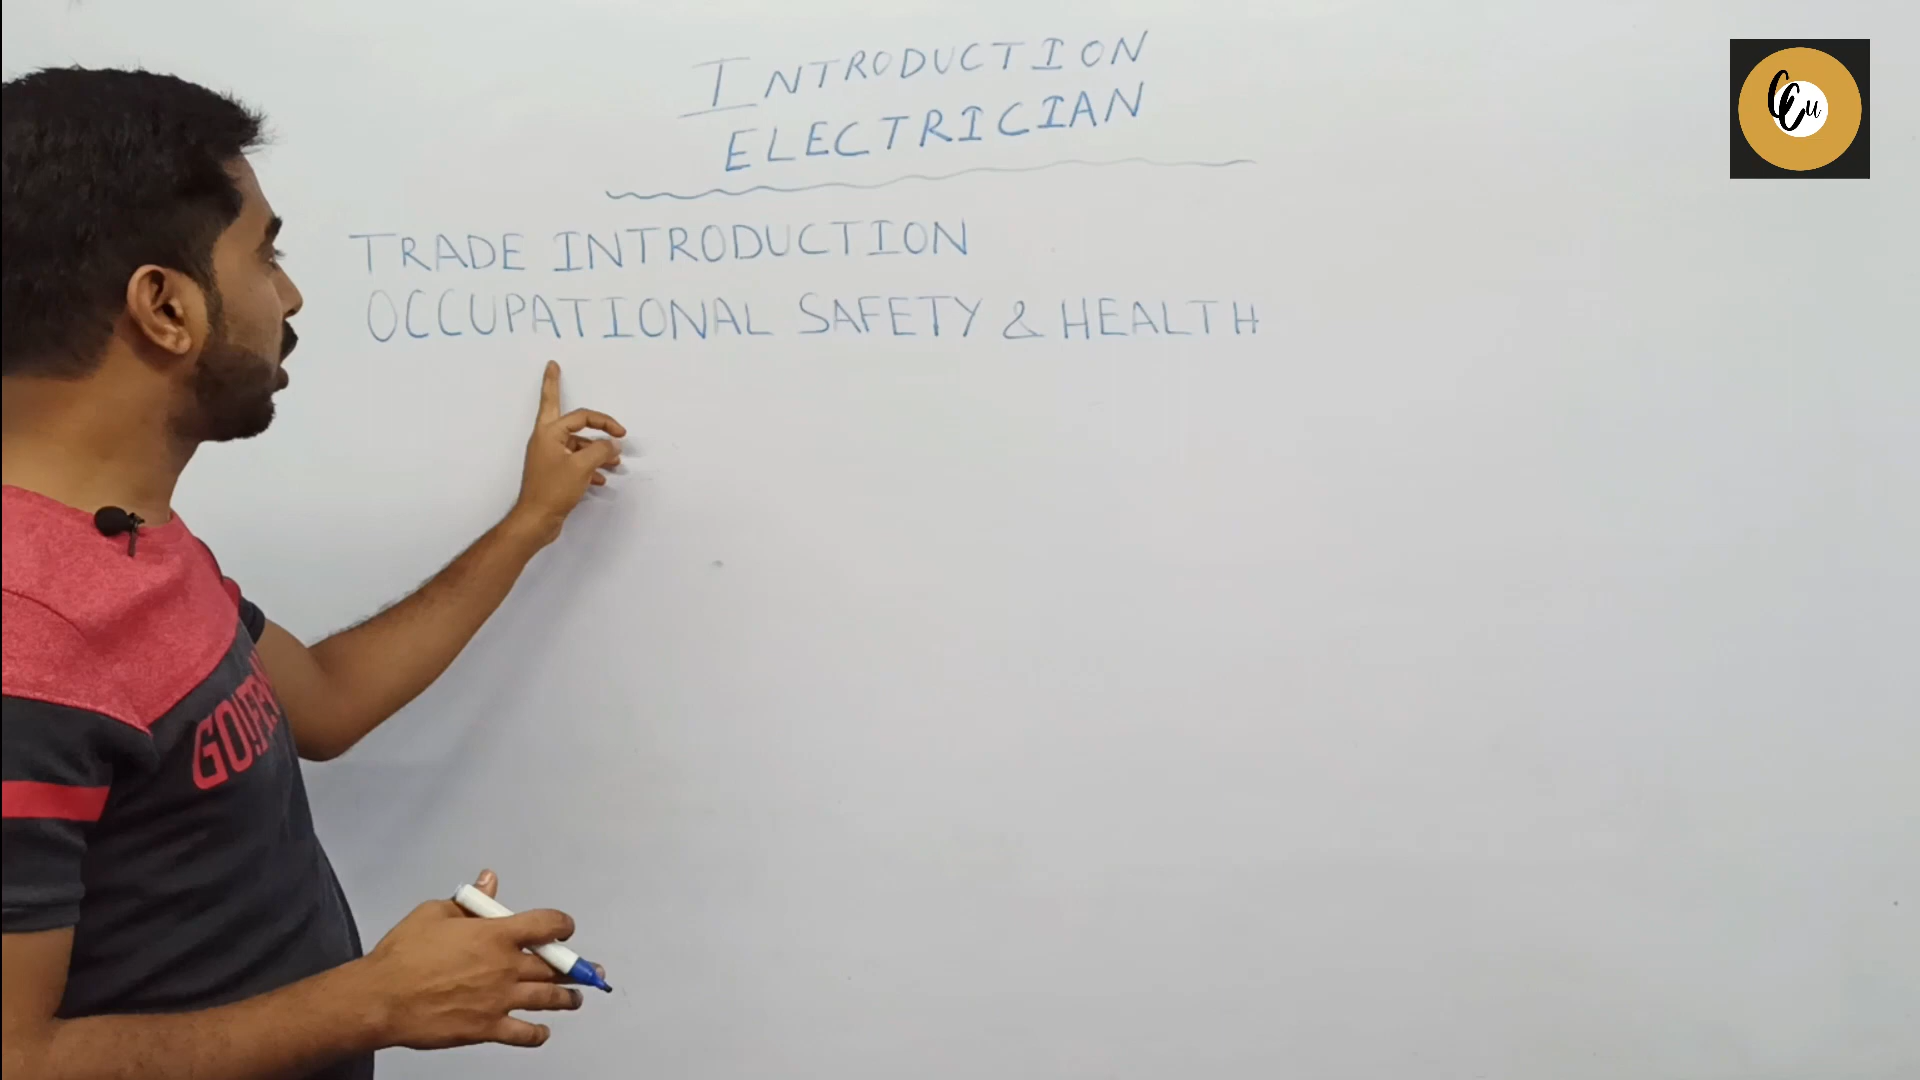 INTRODUCTION
ELECTRICIAN
TRADE INTRODUCTION
OCCUPATIONAL SAFETY & HEALTH